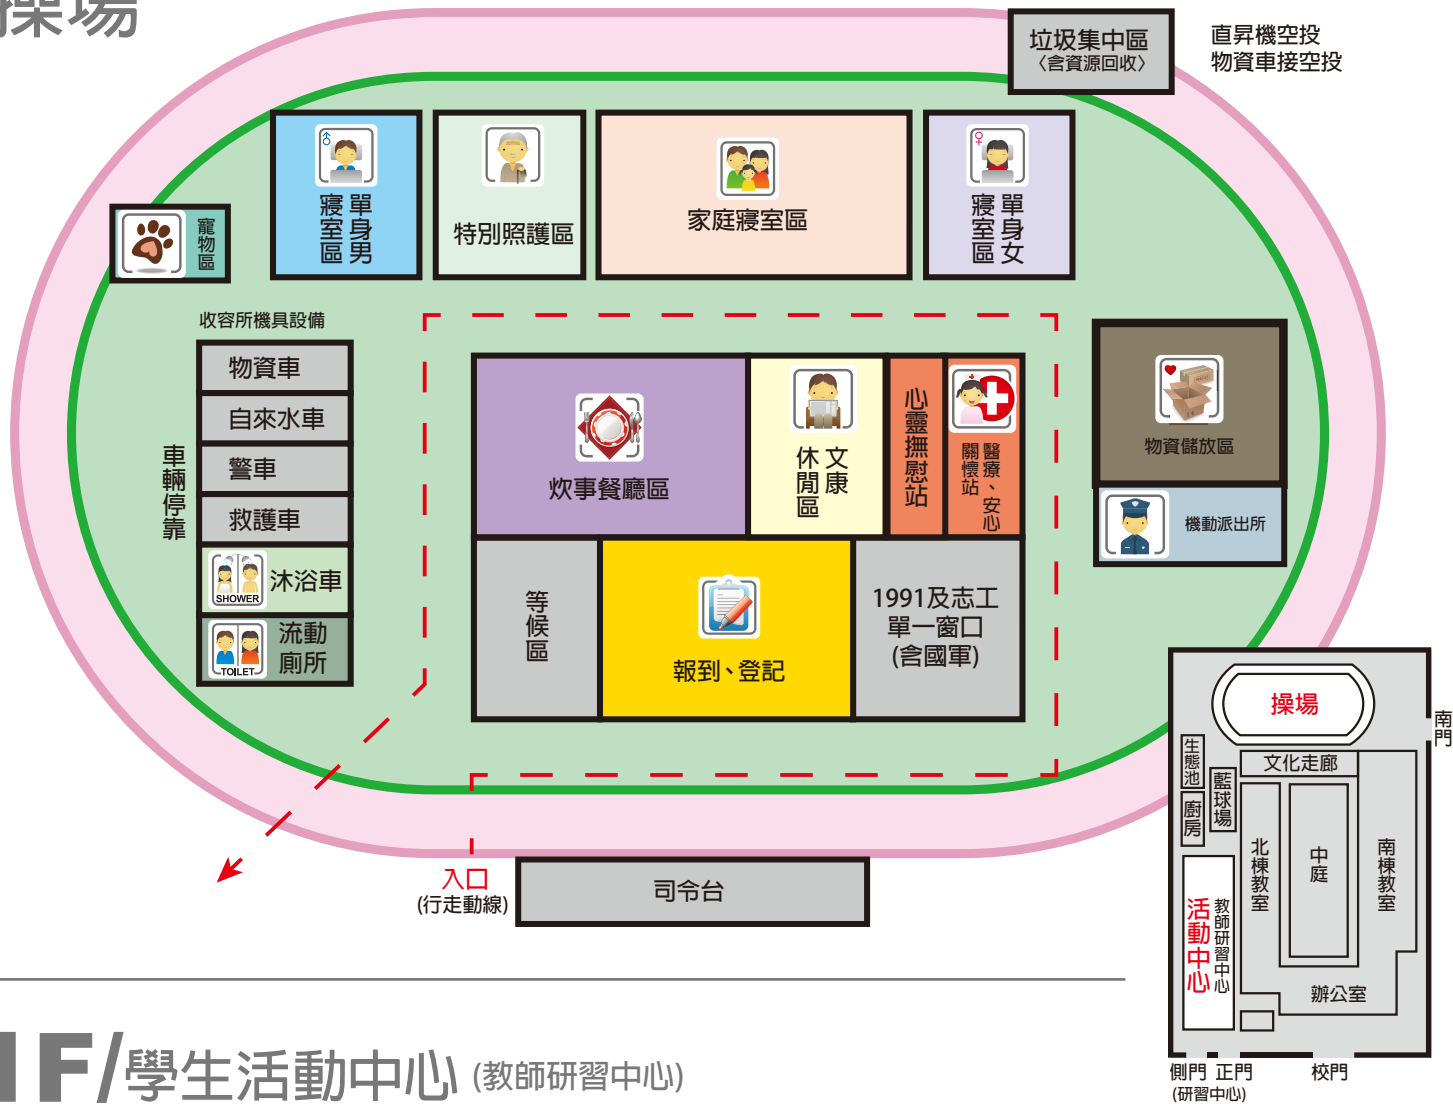 操場
垃圾集中區
〈含資源回收〉
直昇機空投
物資車接空投
單身男
寢室區
特別照護區
家庭寢室區
單身女
寢室區
寵物區
收容所機具設備
物資車
自來水車
警車
救護車
SHOWER
沐浴車
TOILET
流動
廁所
車輛停靠
炊事餐廳區
文康
休閒區
心靈撫慰站
醫療、安心
關懷站
物資儲放區
機動派出所
等候區
報到、登記
1991及志工
單一窗口
(含國軍)
入口
(行走動線)
司令台
操場
南門
生態池
籃球場
廚房
文化走廊
北棟教室
中庭
南棟教室
活動中心
教師研習中心
辦公室
側門
(研習中心)
正門
校門
1F/學生活動中心 (教師研習中心)